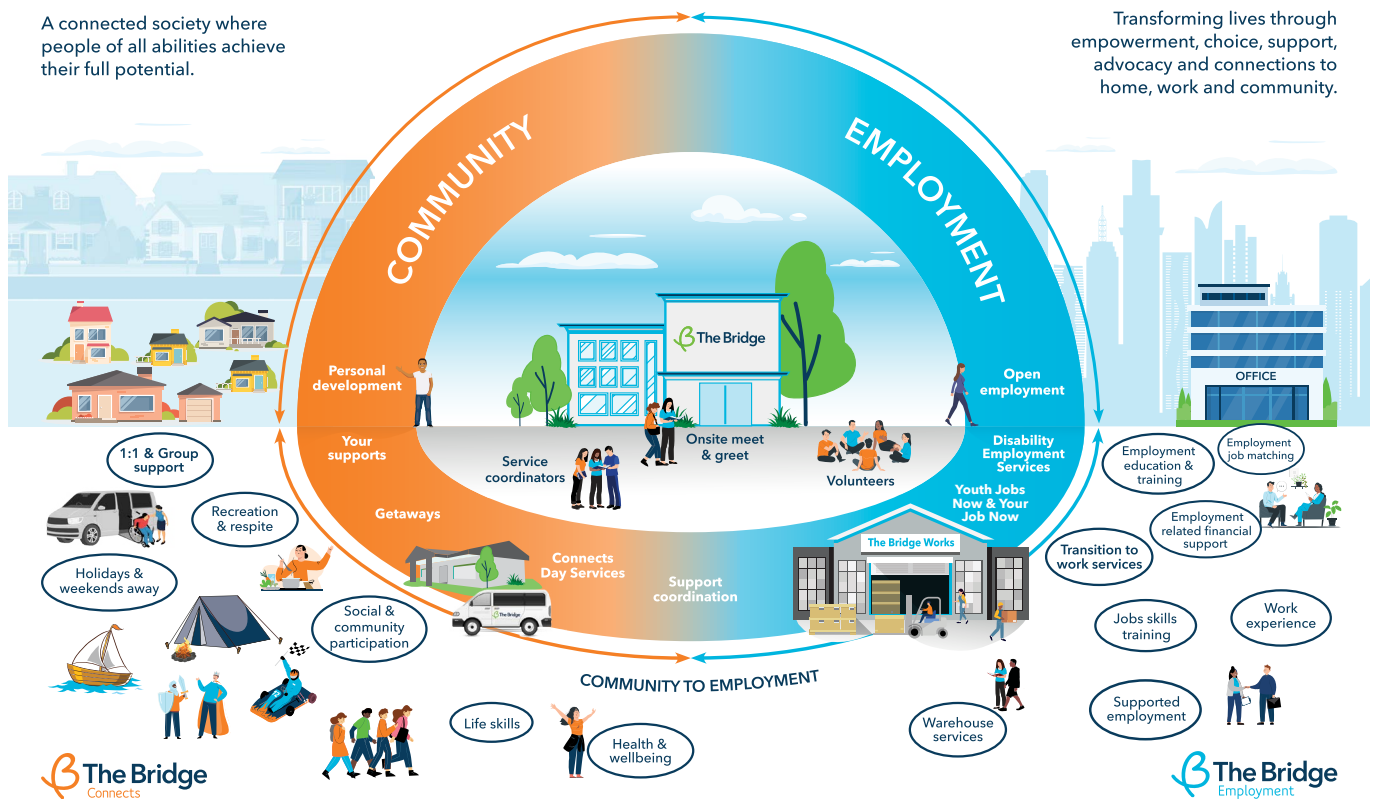 A connected society where
people of all abilities achieve
their full potential.
Transforming lives through
empowerment, choice, support,
advocacy and connections to
home, work and community.
COMMUNITY
EMPLOYMENT
The Bridge
OFFICE
Personal
development
Open
employment
Your
supports
Onsite meet
& greet
Service
coordinators
Volunteers
Disability
Employment
Services
Getaways
Youth Jobs
Now & Your
Job Now
Connects
Day Services
Support
coordination
The Bridge Works
The Bridge
1:1 & Group
support
Recreation
& respite
Holidays &
weekends away
Social &
community
participation
Employment
education &
training
Employment
job matching
Employment
related financial
support
Transition to
work services
Jobs skills
training
Work
experience
Supported
employment
COMMUNITY TO EMPLOYMENT
Life skills
Health &
wellbeing
Warehouse
services
The Bridge
Connects
The Bridge
Employment